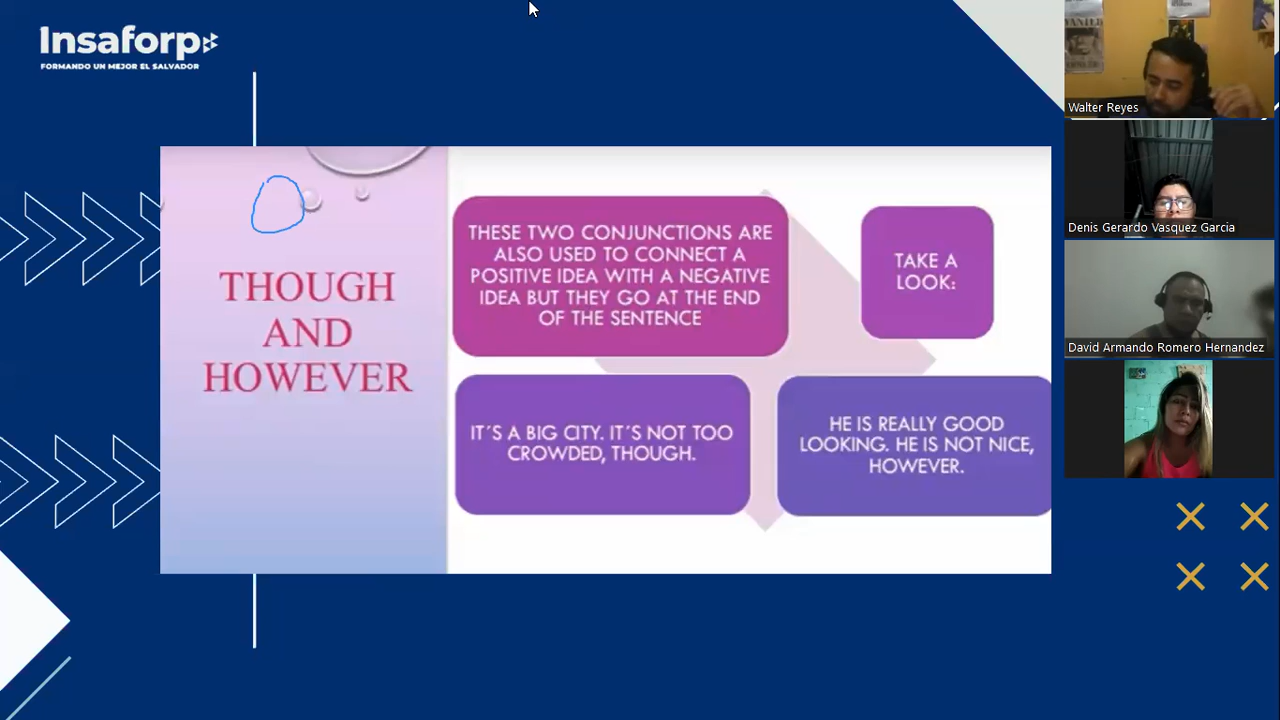 Insaforp
FORMANDO UN MEJOR EL SALVADOR
THOUGH
AND
HOWEVER
THESE TWO CONJUNCTIONS ARE
ALSO USED TO CONNECT A
POSITIVE IDEA WITH A NEGATIVE
IDEA BUT THEY GO AT THE END
OF THE SENTENCE
TAKE A
LOOK:
IT´S A BIG CITY. IT´S NOT TOO
CROWDED, THOUGH.
HE IS REALLY GOOD
LOOKING. HE IS NOT NICE,
HOWEVER.
WANTED
Walter Reyes
Denis Gerardo Vasquez Garcia
David Armando Romero Hernandez